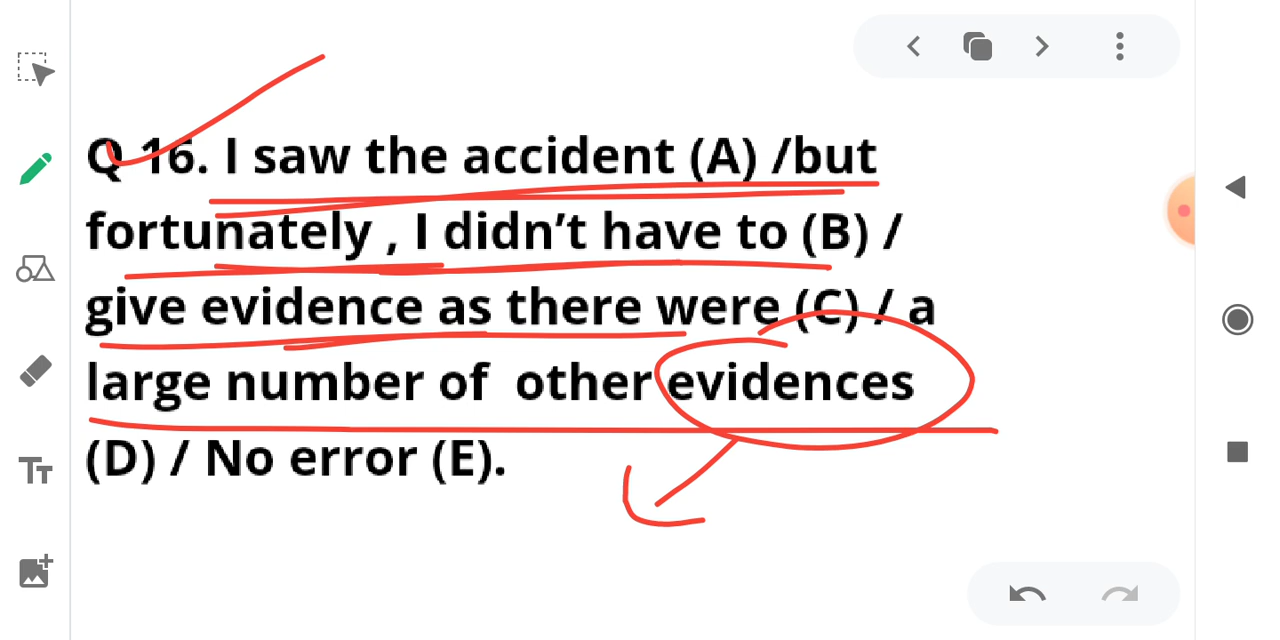 Q 16. I saw the accident (A) /but
fortunately , I didn’t have to (B) /
give evidence as there were (C) / a
large number of other evidences
(D) / No error (E).